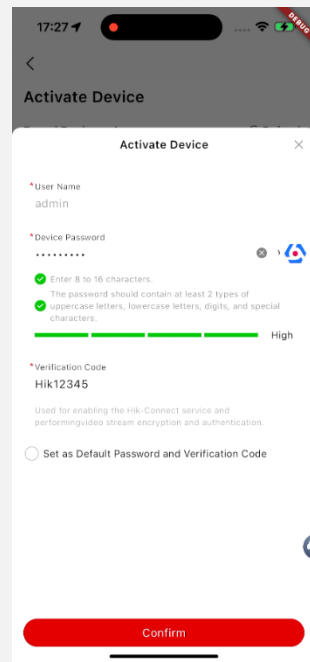 17:27
DEBUG
Activate Device
Activate Device
*User Name
admin
*Device Password
•••••••••
Enter 8 to 16 characters.
The password should contain at least 2 types of
uppercase letters, lowercase letters, digits, and special
characters.
High
*Verification Code
Hik12345
Used for enabling the Hik-Connect service and
performingvideo stream encryption and authentication.
Set as Default Password and Verification Code
Confirm